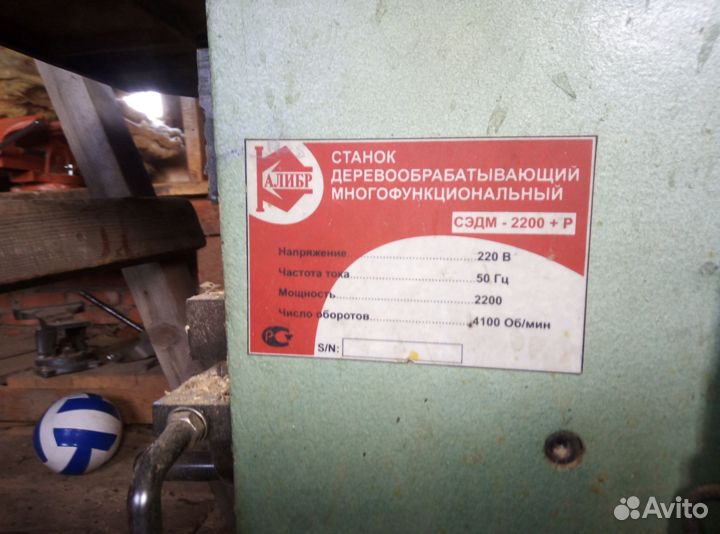 КАЛИБР
СТАНОК
ДЕРЕВООБРАБАТЫВАЮЩИЙ
МНОГОФУНКЦИОНАЛЬНЫЙ
СЭДМ - 2200 + Р
Напряжение 220 В
Частота тока 50 Гц
Мощность 2200
Число оборотов 4100 Об/мин
РСТ
S/N:
Avito